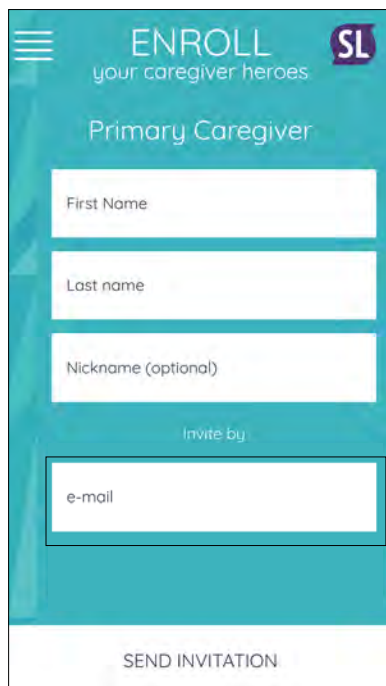 ENROLL
SL
your caregiver heroes
Primary Caregiver
First Name
Last name
Nickname (optional)
Invite by
e-mail
SEND INVITATION